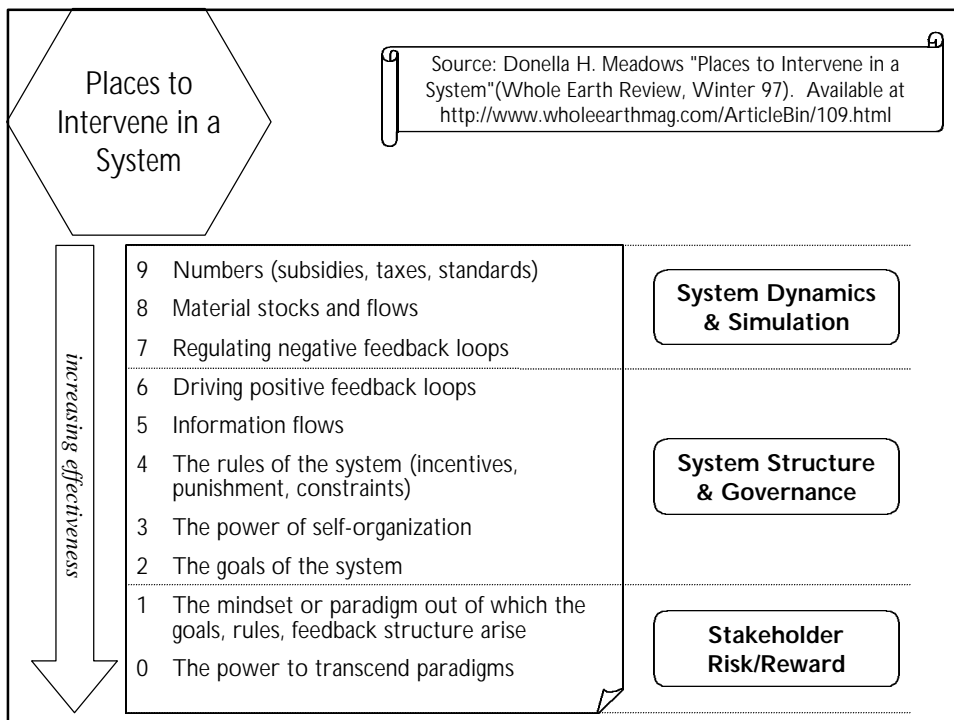 Places to
Intervene in a
System
Source: Donella H. Meadows "Places to Intervene in a
System"(Whole Earth Review, Winter 97). Available at
http://www.wholeearthmag.com/ArticleBin/109.html
increasing effectiveness
9 Numbers (subsidies, taxes, standards)
8 Material stocks and flows
7 Regulating negative feedback loops
6 Driving positive feedback loops
5 Information flows
4 The rules of the system (incentives,
punishment, constraints)
3 The power of self-organization
2 The goals of the system
1 The mindset or paradigm out of which the
goals, rules, feedback structure arise
0 The power to transcend paradigms
System Dynamics
& Simulation
System Structure
& Governance
Stakeholder
Risk/Reward